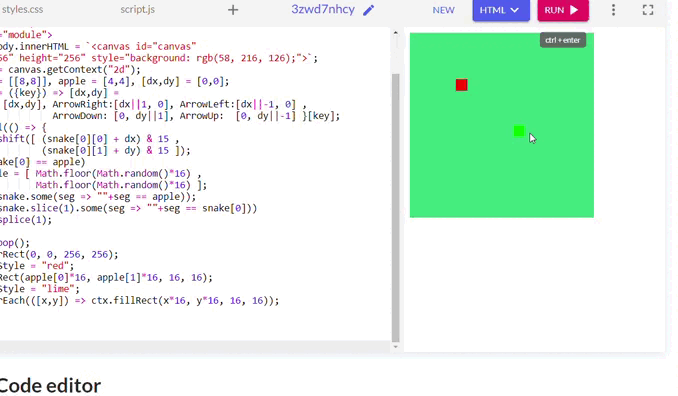 styles.css script.js + 3zwd7nhcy NEW HTML RUN
ctrl + enter
="module">
ody.innerHTML = `<canvas id="canvas"
56" height="256" style="background: rgb(58, 216, 126);">`;
= canvas.getContext("2d");
= [[8,8]], apple = [4,4], [dx,dy] = [0,0];
= ({key}) => [dx,dy] =
[dx,dy], ArrowRight:[dx||1, 0], ArrowLeft:[dx||-1, 0] ,
ArrowDown: [0, dy||1], ArrowUp: [0, dy||-1] }[key];
l(() => {
shift([ (snake[0][0] + dx) & 15 ,
(snake[0][1] + dy) & 15 ]);
ake[0] == apple)
le = [ Math.floor(Math.random()*16) ,
Math.floor(Math.random()*16) ];
snake.some(seg => ""+seg == apple));
snake.slice(1).some(seg => ""+seg == snake[0]))
splice(1);
pop();
rRect(0, 0, 256, 256);
Style = "red";
Rect(apple[0]*16, apple[1]*16, 16, 16);
Style = "lime";
rEach(([x,y]) => ctx.fillRect(x*16, y*16, 16, 16));
Code editor